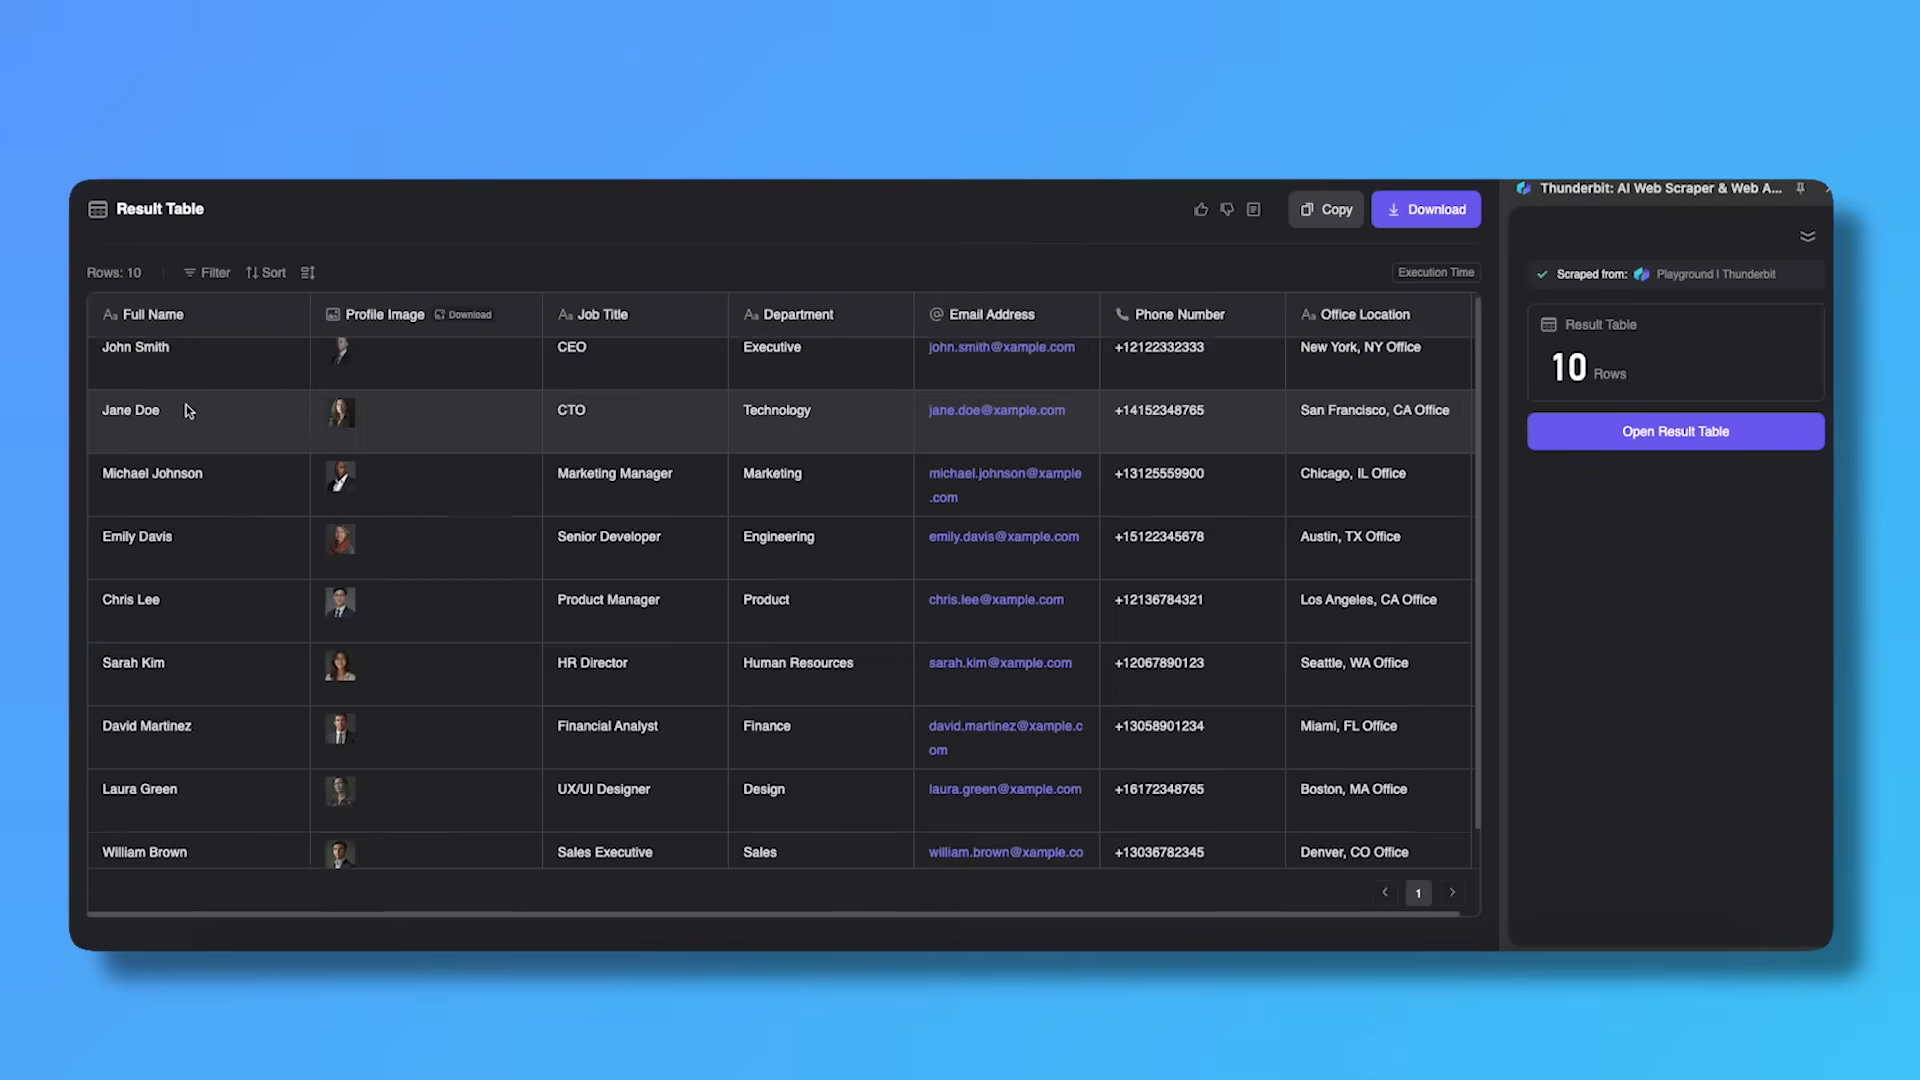 Result Table
Copy
Download
Rows: 10
Filter
Sort
Execution Time
Full Name
Profile Image
Download
Job Title
Department
Email Address
Phone Number
Office Location
John Smith
CEO
Executive
john.smith@xample.com
+12122332333
New York, NY Office
Jane Doe
CTO
Technology
jane.doe@xample.com
+14152348765
San Francisco, CA Office
Michael Johnson
Marketing Manager
Marketing
michael.johnson@xample
.com
+13125559900
Chicago, IL Office
Emily Davis
Senior Developer
Engineering
emily.davis@xample.com
+15122345678
Austin, TX Office
Chris Lee
Product Manager
Product
chris.lee@xample.com
+12136784321
Los Angeles, CA Office
Sarah Kim
HR Director
Human Resources
sarah.kim@xample.com
+12067890123
Seattle, WA Office
David Martinez
Financial Analyst
Finance
david.martinez@xample.c
om
+13058901234
Miami, FL Office
Laura Green
UX/UI Designer
Design
laura.green@xample.com
+16172348765
Boston, MA Office
William Brown
Sales Executive
Sales
william.brown@xample.co
+13036782345
Denver, CO Office
1
Thunderbit: AI Web Scraper & Web A...
Scraped from: Playground | Thunderbit
Result Table
10 Rows
Open Result Table